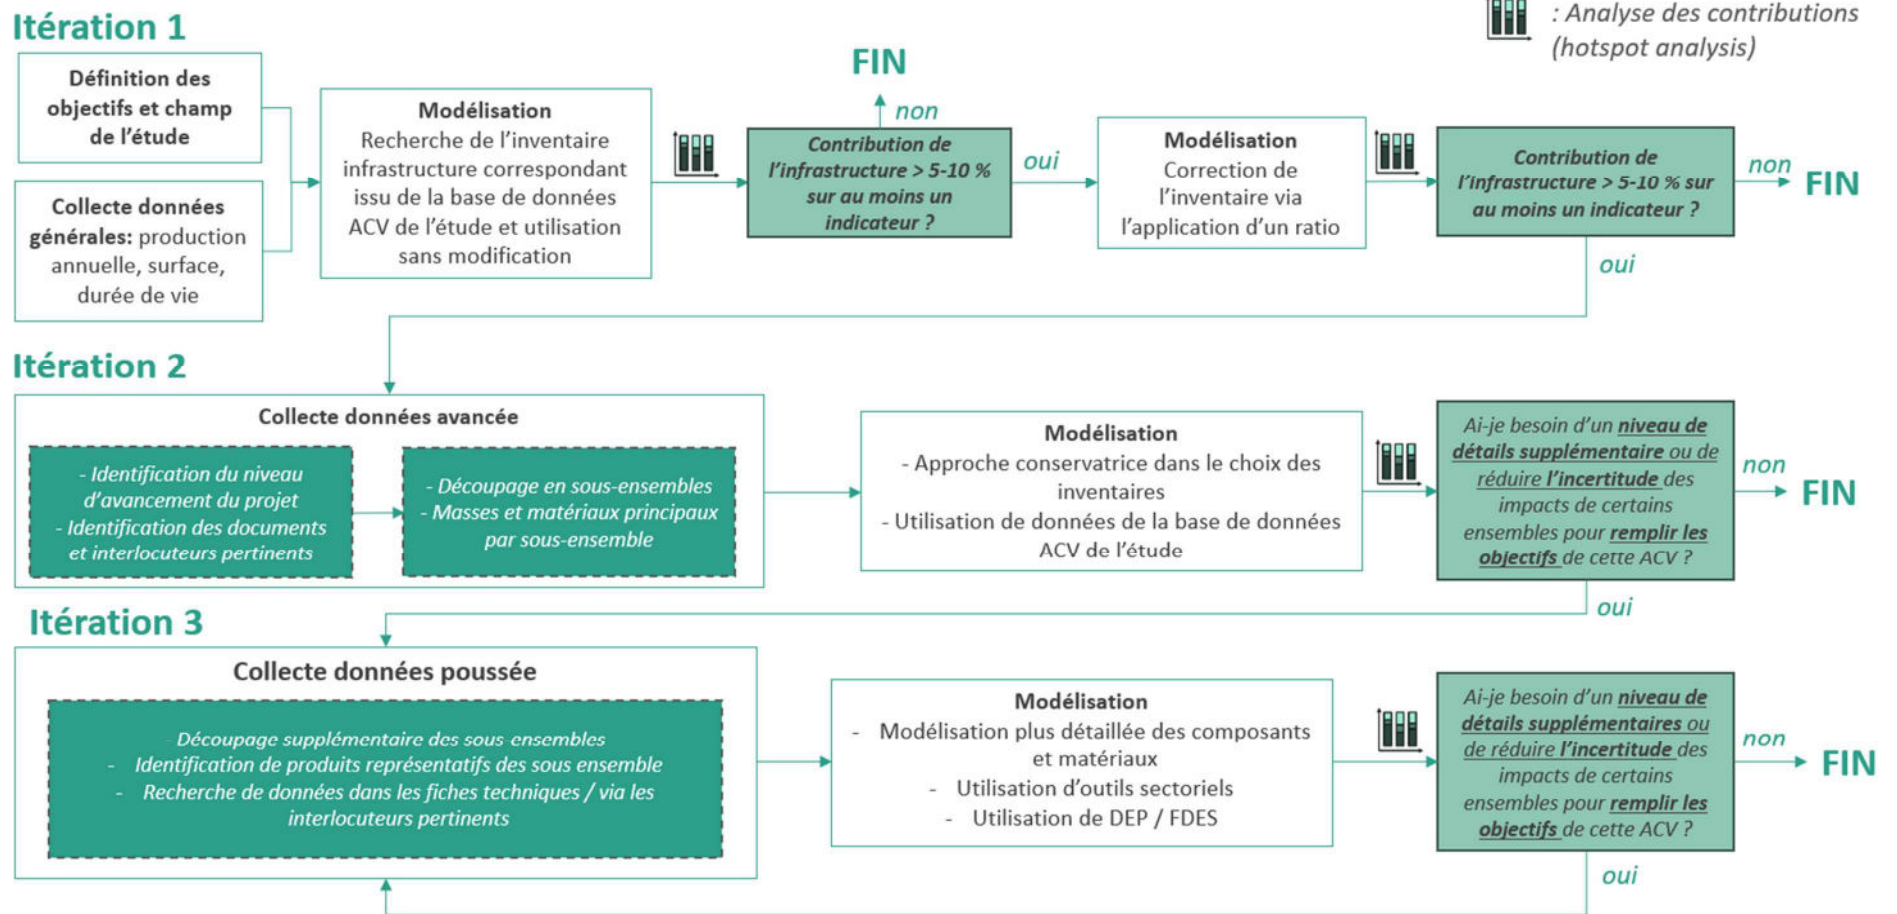 : Analyse des contributions
(hotspot analysis)
Itération 1
Définition des
objectifs et champ
de l'étude
Collecte données
générales: production
annuelle, surface,
durée de vie
Modélisation
Recherche de l'inventaire
infrastructure correspondant
issu de la base de données
ACV de l'étude et utilisation
sans modification
FIN
non
Contribution de
l'infrastructure > 5-10 %
sur au moins un
indicateur ?
oui
Modélisation
Correction de
l'inventaire via
l'application d'un ratio
Contribution de
l'infrastructure > 5-10 % sur
au moins un indicateur ?
non
FIN
oui
Itération 2
Collecte données avancée
- Identification du niveau
d'avancement du projet
- Identification des documents
et interlocuteurs pertinents
- Découpage en sous-ensembles
- Masses et matériaux principaux
par sous-ensemble
Modélisation
- Approche conservatrice dans le choix des
inventaires
- Utilisation de données de la base de données
ACV de l'étude
Ai-je besoin d'un niveau de
détails supplémentaire ou de
réduire l'incertitude des
impacts de certains
ensembles pour remplir les
objectifs de cette ACV ?
non
FIN
oui
Itération 3
Collecte données poussée
- Découpage supplémentaire des sous-ensembles
- Identification de produits représentatifs des sous ensemble
- Recherche de données dans les fiches techniques / via les
interlocuteurs pertinents
Modélisation
- Modélisation plus détaillée des composants
et matériaux
- Utilisation d'outils sectoriels
- Utilisation de DEP / FDES
Ai-je besoin d'un niveau de
détails supplémentaires ou
de réduire l'incertitude des
impacts de certains
ensembles pour remplir les
objectifs de cette ACV ?
non
FIN
oui